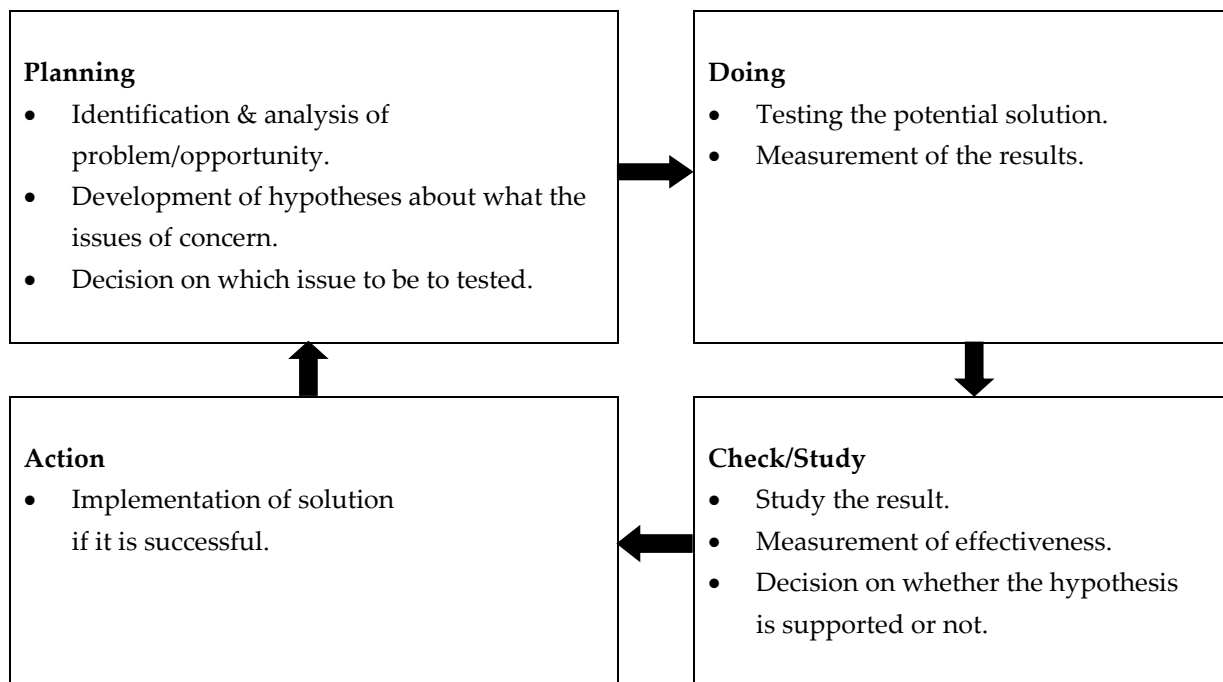 Planning
• Identification & analysis of
problem/opportunity.
• Development of hypotheses about what the
issues of concern.
• Decision on which issue to be to tested.
Doing
• Testing the potential solution.
• Measurement of the results.
Action
• Implementation of solution
if it is successful.
Check/Study
• Study the result.
• Measurement of effectiveness.
• Decision on whether the hypothesis
is supported or not.